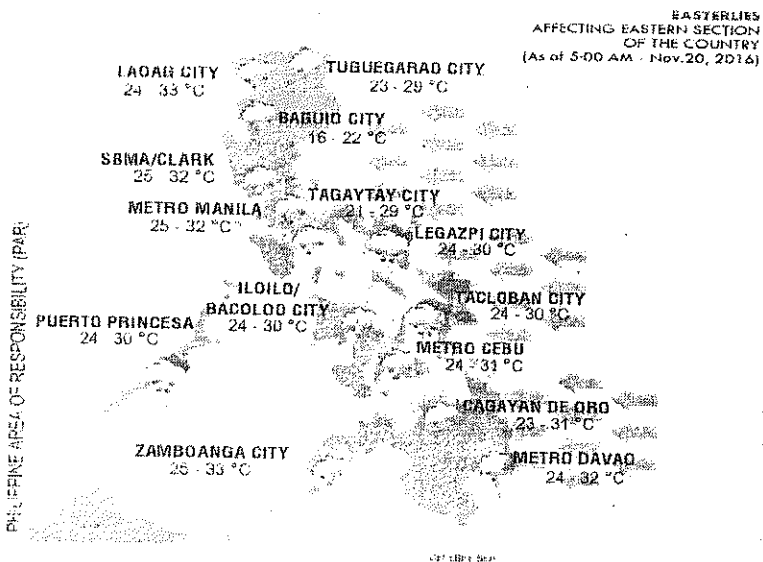 EASTERLIES
AFFECTING EASTERN SECTION
OF THE COUNTRY
(As of 5:00 AM - Nov.20, 2016)
LAOAG CITY
24 - 33 °C
TUGUEGARAO CITY
23 - 29 °C
BAGUIO CITY
16 - 22 °C
SBMA/CLARK
25 - 32 °C
TAGAYTAY CITY
21 - 29 °C
METRO MANILA
25 - 32 °C
LEGAZPI CITY
24 - 30 °C
ILOILO/
BACOLOD CITY
24 - 30 °C
TACLOBAN CITY
24 - 30 °C
PUERTO PRINCESA
24 - 30 °C
METRO CEBU
24 - 31 °C
CAGAYAN DE ORO
23 - 31 °C
ZAMBOANGA CITY
25 - 33 °C
METRO DAVAO
24 - 32 °C
PHILIPPINE AREA OF RESPONSIBILITY (PAR)